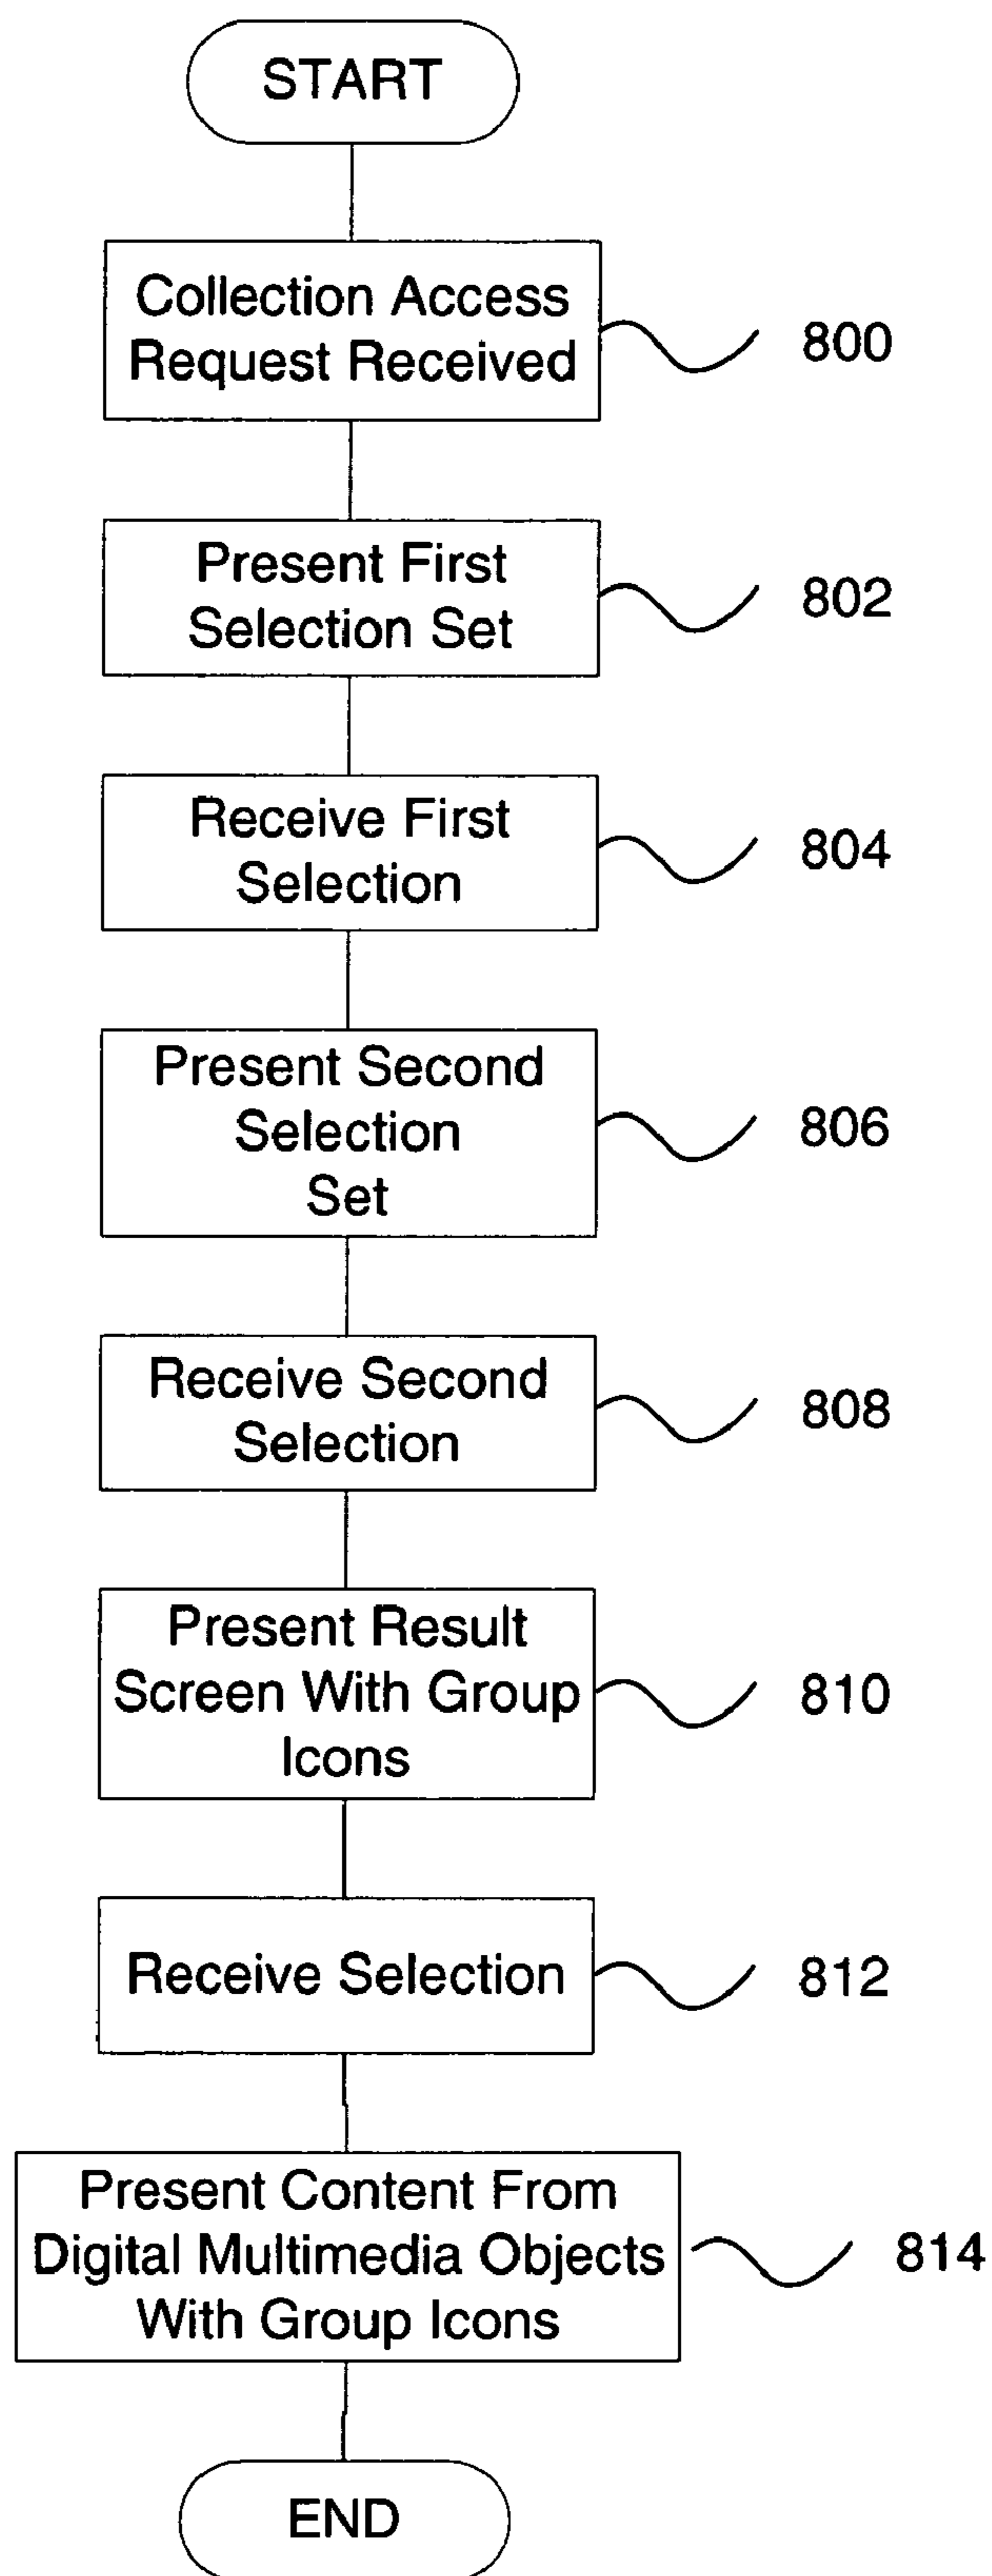 START
Collection Access
Request Received
800
Present First
Selection Set
802
Receive First
Selection
804
Present Second
Selection
Set
806
Receive Second
Selection
808
Present Result
Screen With Group
Icons
810
Receive Selection
812
Present Content From
Digital Multimedia Objects
With Group Icons
814
END